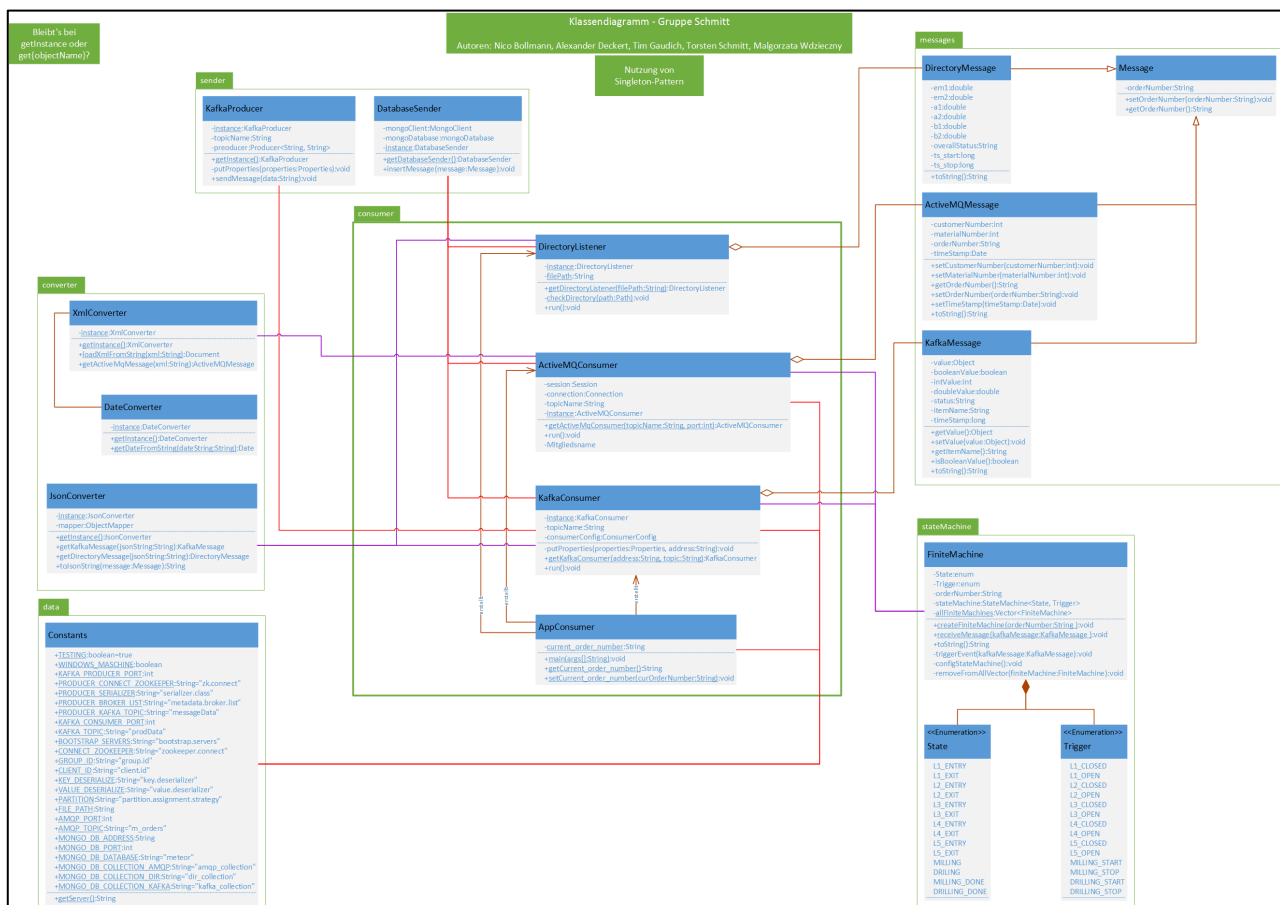 Bleibt's bei
getInstance oder
get{objectName}?
Klassendiagramm - Gruppe Schmitt
Autoren: Nico Bollmann, Alexander Deckert, Tim Gaudich, Torsten Schmitt, Malgorzata Wdzieczny
Nutzung von
Singleton-Pattern
sender
KafkaProducer
-instance:KafkaProducer
-topicName:String
-preoducer:Producer<String, String>
+getInstance():KafkaProducer
-putProperties(properties:Properties):void
+sendMessage(data:String):void
DatabaseSender
-mongoClient:MongoClient
-mongoDatabase:mongoDatabase
-instance:DatabaseSender
+getDatabaseSender():DatabaseSender
+insertMessage(message:Message):void
messages
DirectoryMessage
-em1:double
-em2:double
-a1:double
-a2:double
-b1:double
-b2:double
-overallStatus:String
-ts_start:long
-ts_stop:long
+toString():String
Message
-orderNumber:String
+setOrderNumber(orderNumber:String):void
+getOrderNumber():String
ActiveMQMessage
-customerNumber:int
-materialNumber:int
-orderNumber:String
-timeStamp:Date
+setCustomerNumber(customerNumber:int):void
+setMaterialNumber(materialNumber:int):void
+getOrderNumber():String
+setOrderNumber(orderNumber:String):void
+setTimeStamp(timeStamp:Date):void
+toString():String
KafkaMessage
-value:Object
-booleanValue:boolean
-intValue:int
-doubleValue:double
-status:String
-itemName:String
-timeStamp:long
+getValue():Object
+setValue(value:Object):void
+getItemName():String
+isBooleanValue():boolean
+toString():String
consumer
DirectoryListener
-instance:DirectoryListener
-filePath:String
+getDirectoryListener(filePath:String):DirectoryListener
-checkDirectory(path:Path):void
+run():void
ActiveMQConsumer
-session:Session
-connection:Connection
-topicName:String
-instance:ActiveMQConsumer
+getActiveMqConsumer(topicName:String, port:int):ActiveMQConsumer
+run():void
-Mitgliedsname
KafkaConsumer
-instance:KafkaConsumer
-topicName:String
-consumerConfig:ConsumerConfig
-putProperties(properties:Properties, address:String):void
+getKafkaConsumer(address:String, topic:String):KafkaConsumer
+run():void
erstellt
erstellt
erstellt
AppConsumer
-current_order_number:String
+main(args[]:String):void
+getCurrent_order_number():String
+setCurrent_order_number(curOrderNumber:String):void
converter
XmlConverter
-instance:XmlConverter
+getInstance():XmlConverter
+loadXmlFromString(xml:String):Document
+getActiveMqMessage(xml:String):ActiveMQMessage
DateConverter
-instance:DateConverter
+getInstance():DateConverter
+getDateFromString(dateString:String):Date
JsonConverter
-instance:JsonConverter
-mapper:ObjectMapper
+getInstance():JsonConverter
+getKafkaMessage(jsonString:String):KafkaMessage
+getDirectoryMessage(jsonString:String):DirectoryMessage
+toJsonString(message:Message):String
data
Constants
+TESTING:boolean=true
+WINDOWS_MASCHINE:boolean
+KAFKA_PRODUCER_PORT:int
+PRODUCER_CONNECT_ZOOKEEPER:String="zk.connect"
+PRODUCER_SERIALIZER:String="serializer.class"
+PRODUCER_BROKER_LIST:String="metadata.broker.list"
+PRODUCER_KAFKA_TOPIC:String="messageData"
+KAFKA_CONSUMER_PORT:int
+KAFKA_TOPIC:String="prodData"
+BOOTSTRAP_SERVERS:String="bootstrap.servers"
+CONNECT_ZOOKEEPER:String="zookeeper.connect"
+GROUP_ID:String="group.id"
+CLIENT_ID:String="client.id"
+KEY_DESERIALIZE:String="key.deserializer"
+VALUE_DESERIALIZE:String="value.deserializer"
+PARTITION:String="partition.assignment.strategy"
+FILE_PATH:String
+AMQP_PORT:int
+AMQP_TOPIC:String="m_orders"
+MONGO_DB_ADDRESS:String
+MONGO_DB_PORT:int
+MONGO_DB_DATABASE:String="meteor"
+MONGO_DB_COLLECTION_AMQP:String="amqp_collection"
+MONGO_DB_COLLECTION_DIR:String="dir_collection"
+MONGO_DB_COLLECTION_KAFKA:String="kafka_collection"
+getServer():String
stateMachine
FiniteMachine
-State:enum
-Trigger:enum
-orderNumber:String
-stateMachine:StateMachine<State, Trigger>
-allFiniteMachines:Vector<FiniteMachine>
+createFiniteMachine(orderNumber:String ):void
+receiveMessage(kafkaMessage:KafkaMessage ):void
+toString():String
-triggerEvent(kafkaMessage:KafkaMessage):void
-configStateMachine():void
-removeFromAllVector(finiteMachine:FiniteMachine):void
<<Enumeration>>
State
L1_ENTRY
L1_EXIT
L2_ENTRY
L2_EXIT
L3_ENTRY
L3_EXIT
L4_ENTRY
L4_EXIT
L5_ENTRY
L5_EXIT
MILLING
DRILING
MILLING_DONE
DRILLING_DONE
<<Enumeration>>
Trigger
L1_CLOSED
L1_OPEN
L2_CLOSED
L2_OPEN
L3_CLOSED
L3_OPEN
L4_CLOSED
L4_OPEN
L5_CLOSED
L5_OPEN
MILLING_START
MILLING_STOP
DRILLING_START
DRILLING_STOP